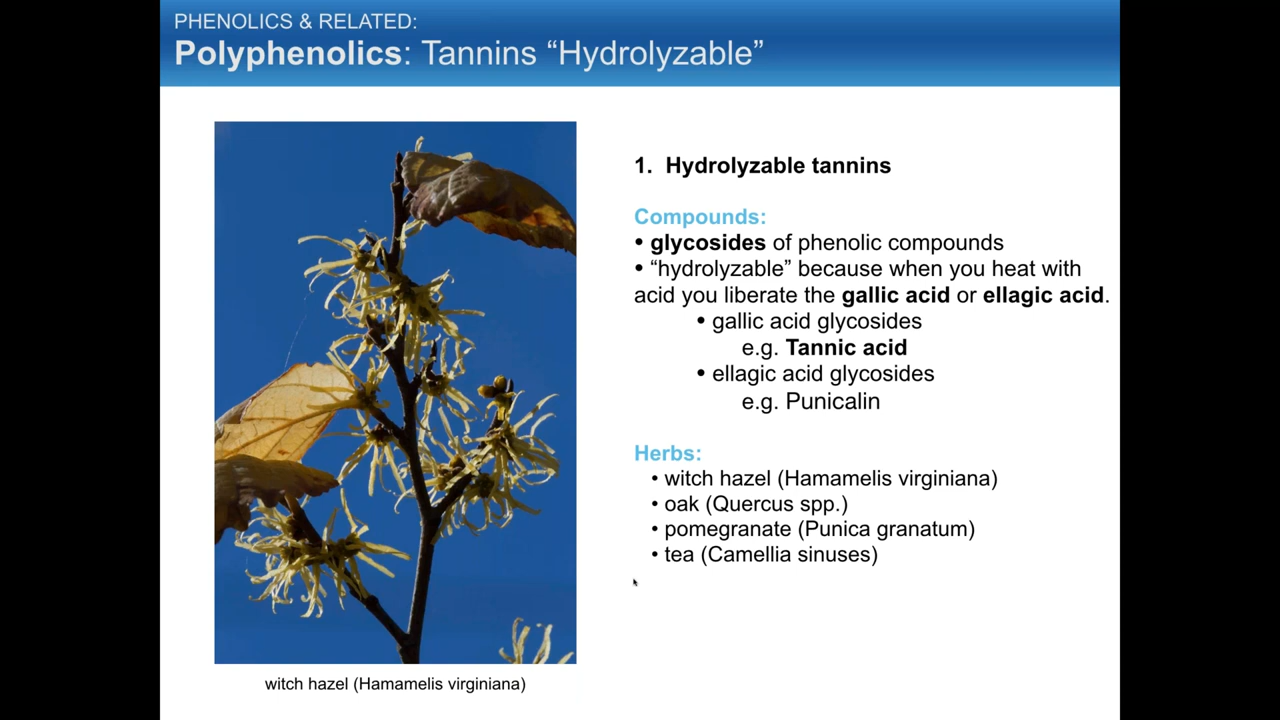 PHENOLICS & RELATED:
Polyphenolics: Tannins “Hydrolyzable”
1. Hydrolyzable tannins
Compounds:
• glycosides of phenolic compounds
• “hydrolyzable” because when you heat with
acid you liberate the gallic acid or ellagic acid.
• gallic acid glycosides
e.g. Tannic acid
• ellagic acid glycosides
e.g. Punicalin
Herbs:
• witch hazel (Hamamelis virginiana)
• oak (Quercus spp.)
• pomegranate (Punica granatum)
• tea (Camellia sinuses)
witch hazel (Hamamelis virginiana)